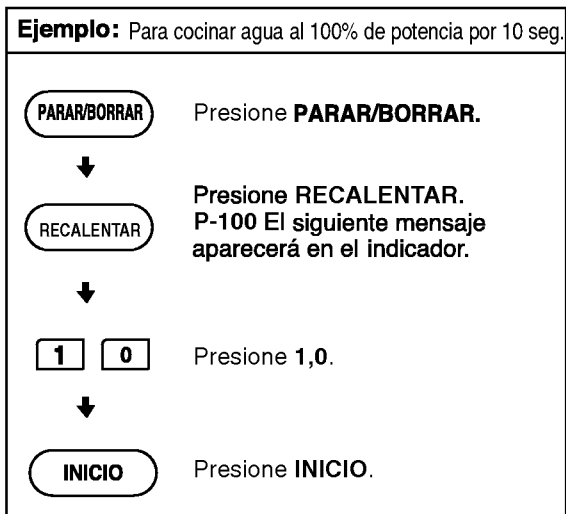 Ejemplo: Para cocinar agua al 100% de potencia por 10 seg.
PARAR/BORRAR
Presione PARAR/BORRAR.
RECALENTAR
Presione RECALENTAR.
P-100 El siguiente mensaje
aparecerá en el indicador.
1 0
Presione 1,0.
INICIO
Presione INICIO.